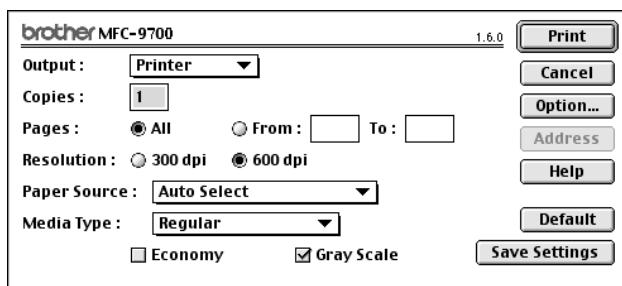 brother MFC-9700 1.6.0 Print
Output : Printer Cancel
Copies : 1 Option...
Pages : All From : To : Address
Resolution : 300 dpi 600 dpi Help
Paper Source : Auto Select
Media Type : Regular Default
Economy Gray Scale Save Settings